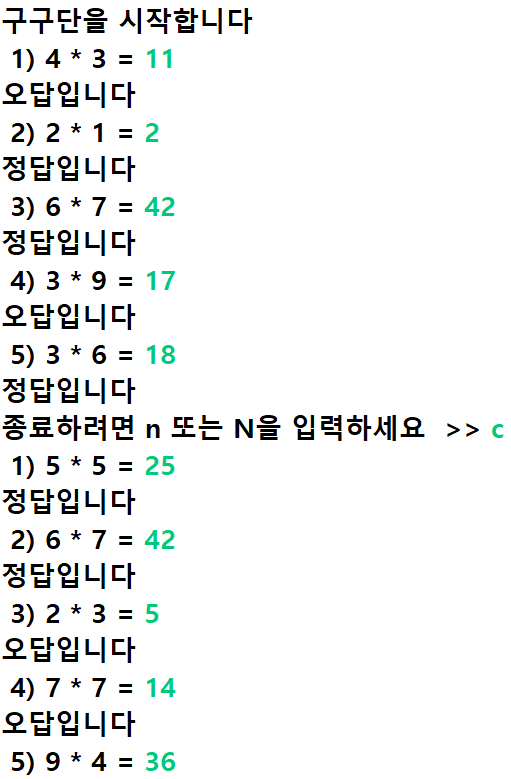 구구단을 시작합니다
1) 4 * 3 = 11
오답입니다
2) 2 * 1 = 2
정답입니다
3) 6 * 7 = 42
정답입니다
4) 3 * 9 = 17
오답입니다
5) 3 * 6 = 18
정답입니다
종료하려면 n 또는 N을 입력하세요 >> c
1) 5 * 5 = 25
정답입니다
2) 6 * 7 = 42
정답입니다
3) 2 * 3 = 5
오답입니다
4) 7 * 7 = 14
오답입니다
5) 9 * 4 = 36